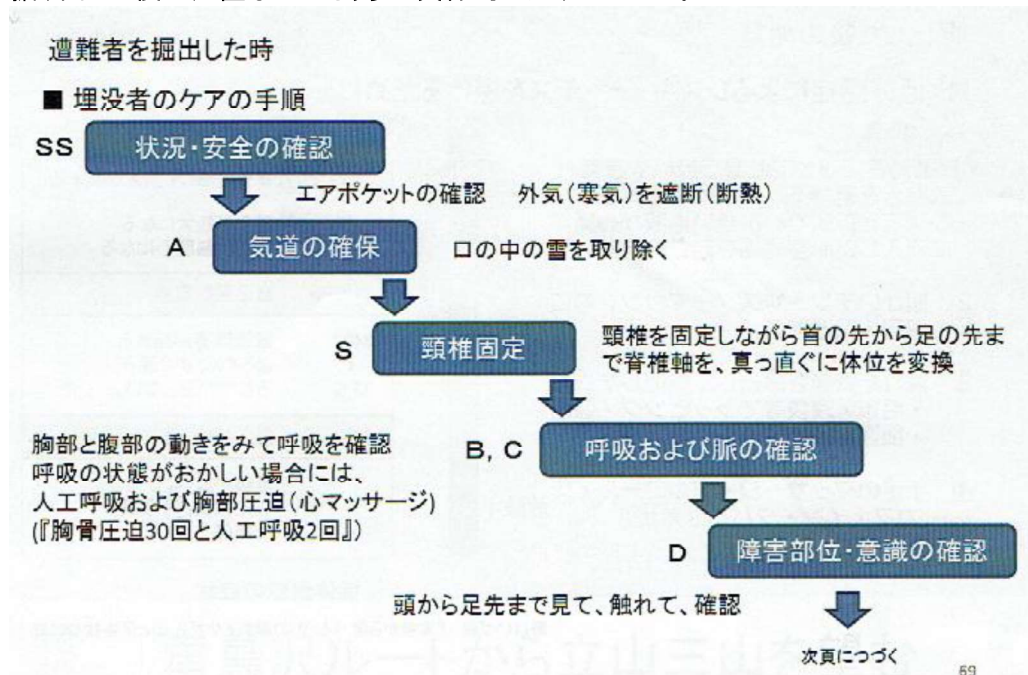 遭難者を掘出した時
■ 埋没者のケアの手順
SS 状況・安全の確認
エアポケットの確認 外気(寒気)を遮断(断熱)
A 気道の確保 口の中の雪を取り除く
S 頸椎固定
頸椎を固定しながら首の先から足の先ま
で脊椎軸を、真っ直ぐに体位を変換
B, C 呼吸および脈の確認
胸部と腹部の動きをみて呼吸を確認
呼吸の状態がおかしい場合には、
人工呼吸および胸部圧迫(心マッサージ)
(『胸骨圧迫30回と人工呼吸2回』)
D 障害部位・意識の確認
頭から足先まで見て、触れて、確認
次頁につづく
69